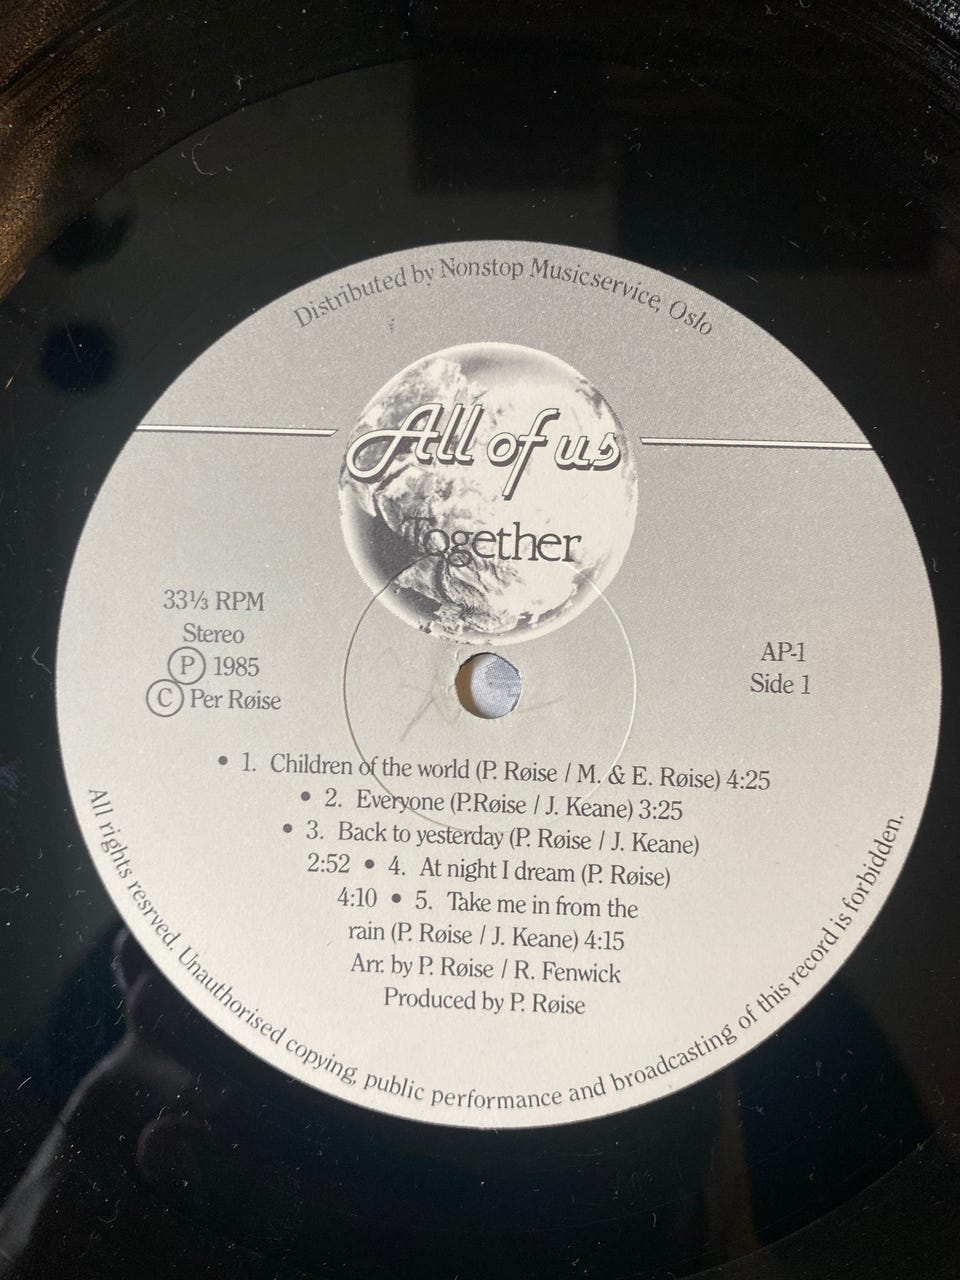 Distributed by Nonstop Musicservice, Oslo
All of us
Together
33⅓ RPM
Stereo
Ⓟ 1985
Ⓒ Per Røise
AP-1
Side 1
• 1. Children of the world (P. Røise / M. & E. Røise) 4:25
• 2. Everyone (P.Røise / J. Keane) 3:25
• 3. Back to yesterday (P. Røise / J. Keane)
2:52 • 4. At night I dream (P. Røise)
4:10 • 5. Take me in from the
rain (P. Røise / J. Keane) 4:15
Arr. by P. Røise / R. Fenwick
Produced by P. Røise
All rights resrved. Unauthorised copying, public performance and broadcasting of this record is forbidden.